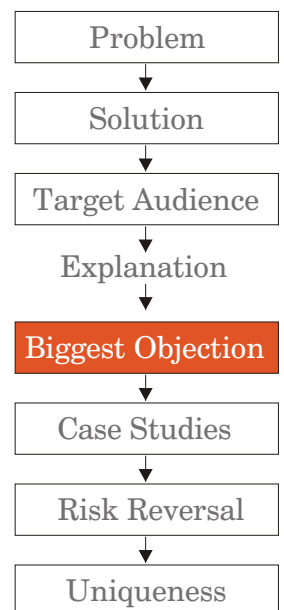 Problem
Solution
Target Audience
Explanation
Biggest Objection
Case Studies
Risk Reversal
Uniqueness